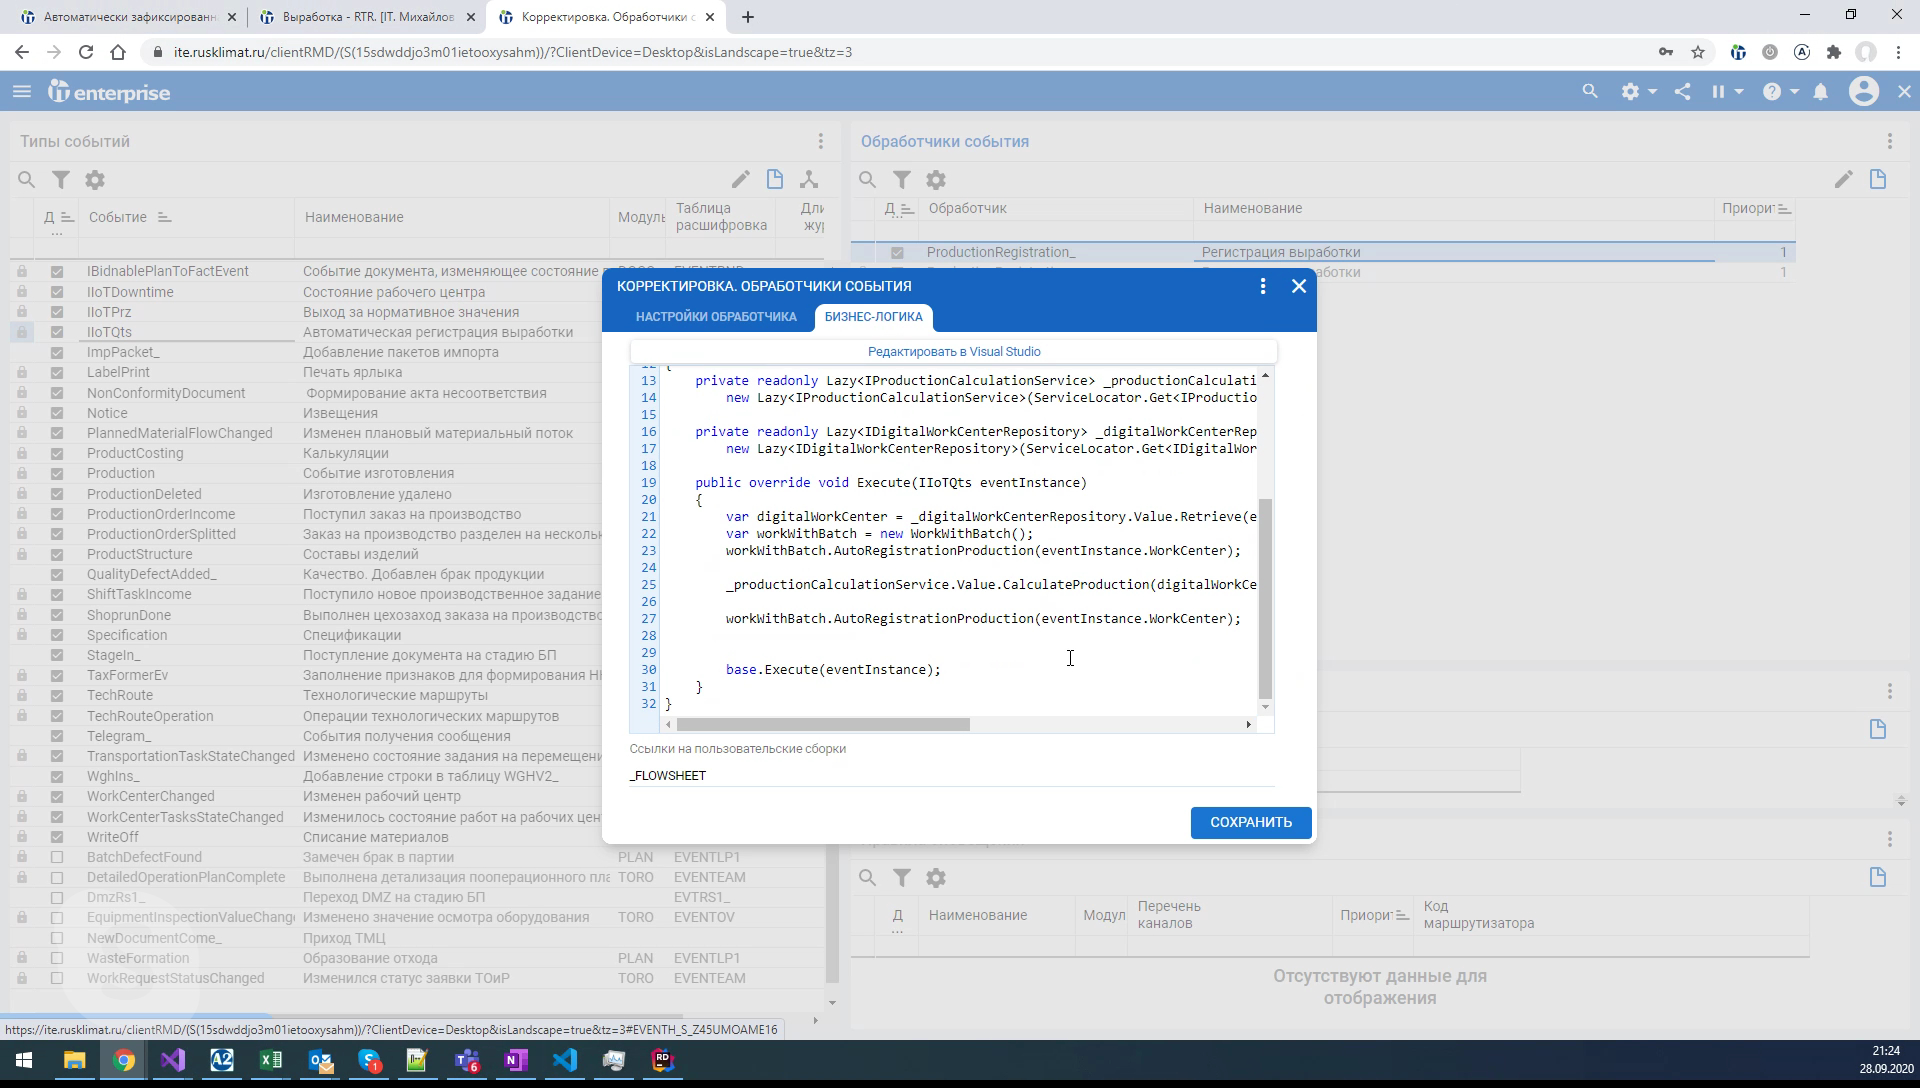 Автоматически зафиксирован
Выработка - RTR. [IT. Михайлов
Корректировка. Обработчики с
ite.rusklimat.ru/clientRMD/(S(15sdwddjo3m01ietooxysahm))/?ClientDevice=Desktop&isLandscape=true&tz=3
enterprise
Типы событий
Д ...
Событие
Наименование
Модуль
Таблица расшифровка
Дли жур
IBidnablePlanToFactEvent Событие документа, изменяющее состояние
IIoTDowntime Состояние рабочего центра
IIoTPrz Выход за нормативное значения
IIoTQts Автоматическая регистрация выработки
ImpPacket_ Добавление пакетов импорта
LabelPrint Печать ярлыка
NonConformityDocument Формирование акта несоответствия
Notice Извещения
PlannedMaterialFlowChanged Изменен плановый материальный поток
ProductCosting Калькуляции
Production Событие изготовления
ProductionDeleted Изготовление удалено
ProductionOrderIncome Поступил заказ на производство
ProductionOrderSplitted Заказ на производство разделен на нескольк
ProductStructure Составы изделий
QualityDefectAdded_ Качество. Добавлен брак продукции
ShiftTaskIncome Поступило новое производственное задание
ShoprunDone Выполнен цехозаход заказа на производство
Specification Спецификации
StageIn_ Поступление документа на стадию БП
TaxFormerEv Заполнение признаков для формирования НН
TechRoute Технологические маршруты
TechRouteOperation Операции технологических маршрутов
Telegram_ События получения сообщения
TransportationTaskStateChanged Изменено состояние задания на перемещени
WghIns_ Добавление строки в таблицу WGHV2_
WorkCenterChanged Изменен рабочий центр
WorkCenterTasksStateChanged Изменилось состояние работ на рабочих цен
WriteOff Списание материалов
BatchDefectFound Замечен брак в партии PLAN EVENTLP1
DetailedOperationPlanComplete Выполнена детализация пооперационного пла TORO EVENTEAM
DmzRs1_ Переход DMZ на стадию БП EVTRS1_
EquipmentInspectionValueChange Изменено значение осмотра оборудования TORO EVENTOV
NewDocumentCome_ Приход ТМЦ
WasteFormation Образование отхода PLAN EVENTLP1
WorkRequestStatusChanged Изменился статус заявки ТОиР TORO EVENTEAM
https://ite.rusklimat.ru/clientRMD/(S(15sdwddjo3m01ietooxysahm))/?ClientDevice=Desktop&isLandscape=true&tz=3#EVENTH_S_Z45UMOAME16
Обработчики события
Д ...
Обработчик
Наименование
Приорит
ProductionRegistration_ Регистрация выработки 1
аботки 1
КОРРЕКТИРОВКА. ОБРАБОТЧИКИ СОБЫТИЯ
НАСТРОЙКИ ОБРАБОТЧИКА
БИЗНЕС-ЛОГИКА
Редактировать в Visual Studio
12 {
13 private readonly Lazy<IProductionCalculationService> _productionCalculati
14 new Lazy<IProductionCalculationService>(ServiceLocator.Get<IProductio
15
16 private readonly Lazy<IDigitalWorkCenterRepository> _digitalWorkCenterRep
17 new Lazy<IDigitalWorkCenterRepository>(ServiceLocator.Get<IDigitalWor
18
19 public override void Execute(IIoTQts eventInstance)
20 {
21 var digitalWorkCenter = _digitalWorkCenterRepository.Value.Retrieve(e
22 var workWithBatch = new WorkWithBatch();
23 workWithBatch.AutoRegistrationProduction(eventInstance.WorkCenter);
24
25 _productionCalculationService.Value.CalculateProduction(digitalWorkCe
26
27 workWithBatch.AutoRegistrationProduction(eventInstance.WorkCenter);
28
29
30 base.Execute(eventInstance);
31 }
32 }
Ссылки на пользовательские сборки
_FLOWSHEET
СОХРАНИТЬ
Д ...
Наименование
Модул
Перечень каналов
Приорит
Код маршрутизатора
Отсутствуют данные для
отображения
21:24
28.09.2020